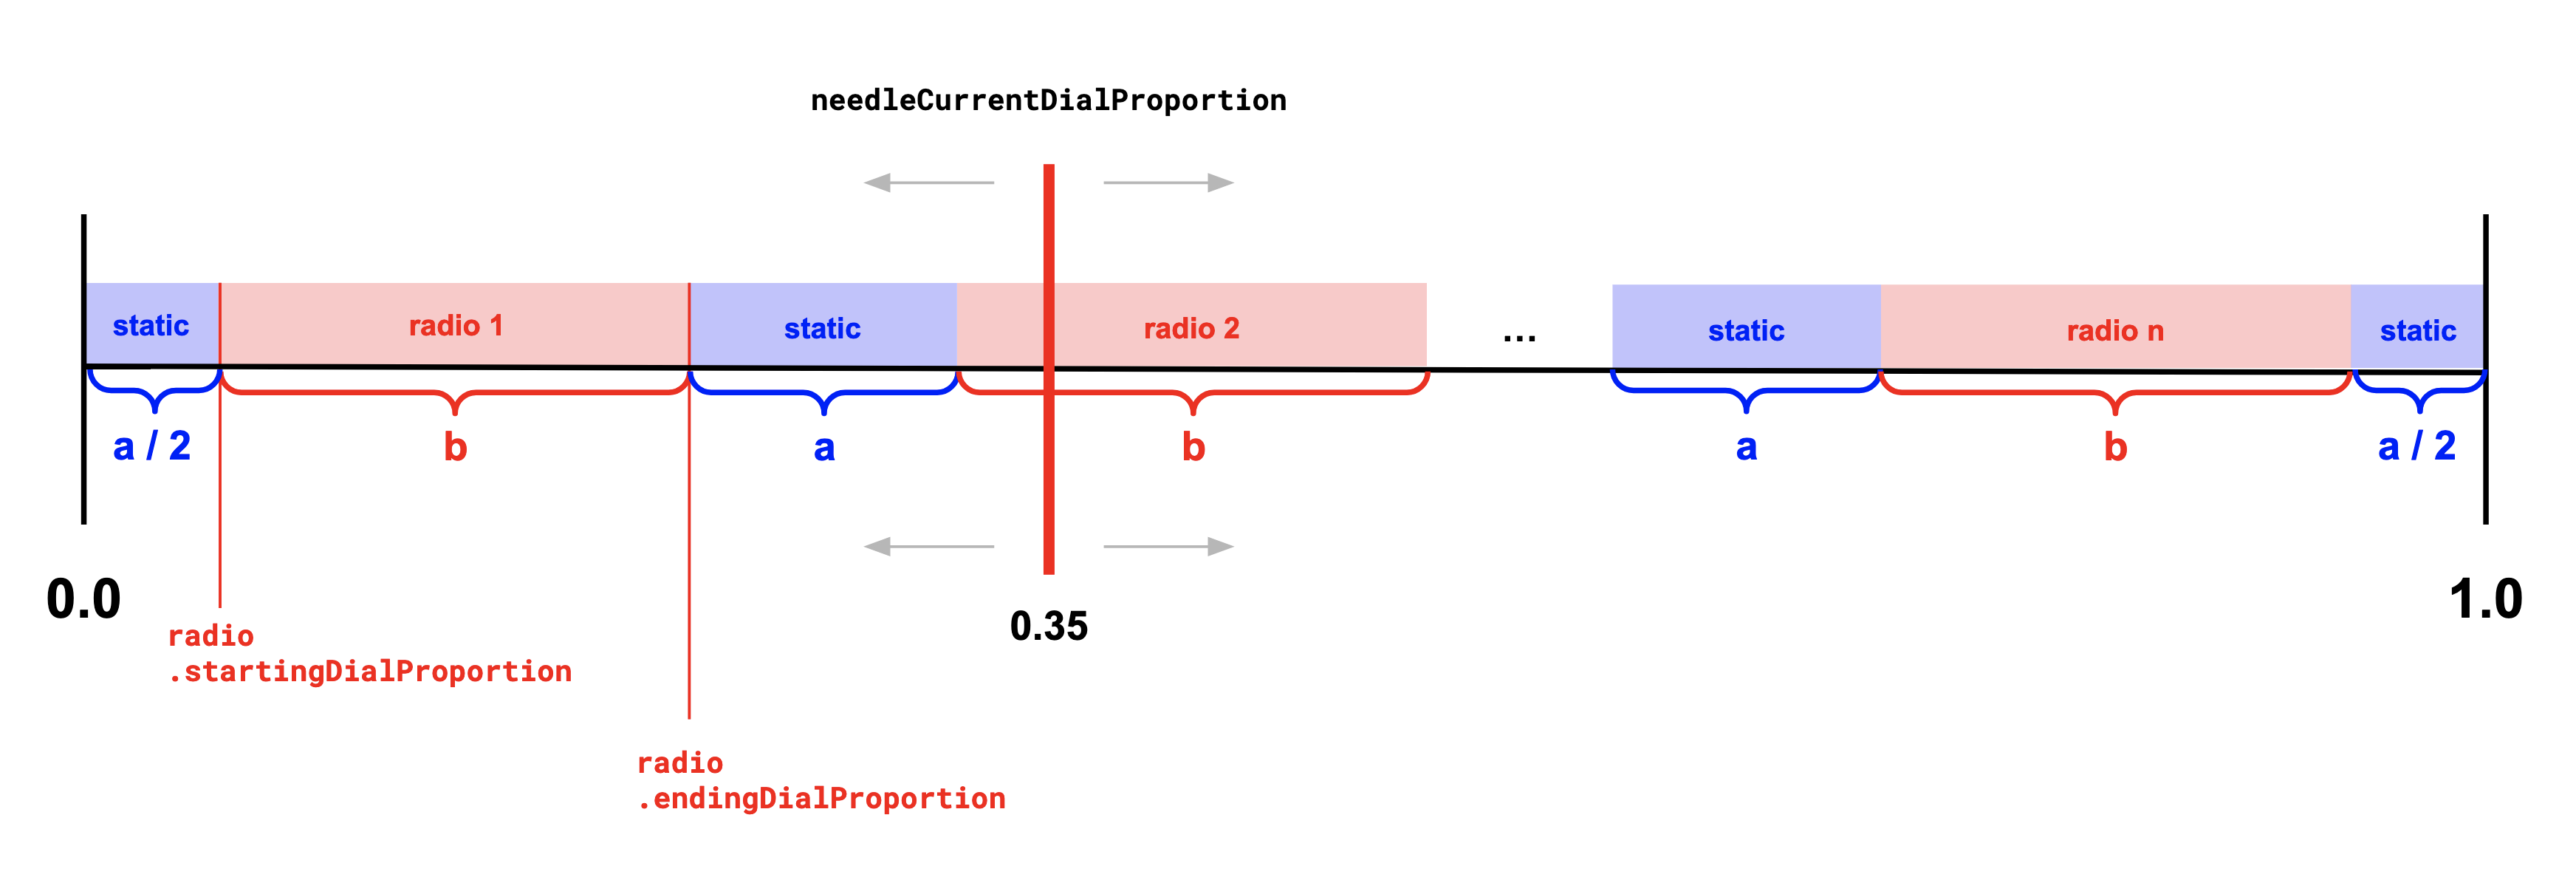 needleCurrentDialProportion
static
radio 1
static
radio 2
...
static
radio n
static
a / 2
b
a
b
a
b
a / 2
0.0
0.35
1.0
radio
.startingDialProportion
radio
.endingDialProportion